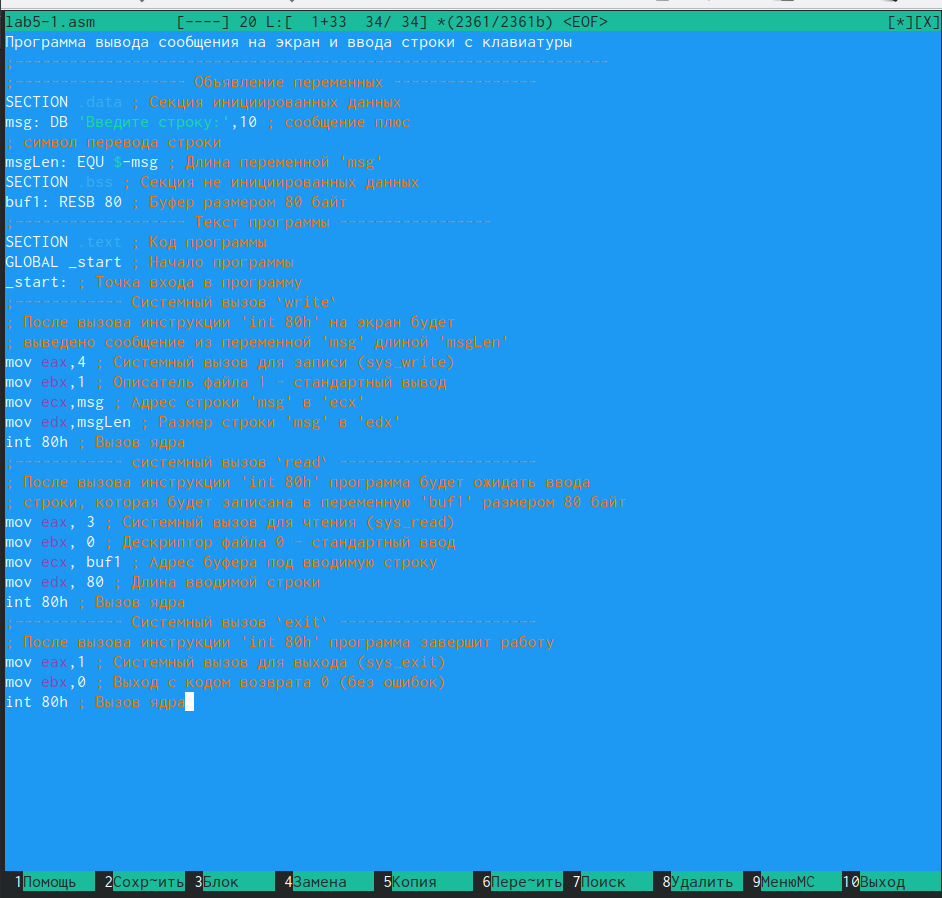 lab5-1.asm [----] 20 L:[ 1+33 34/ 34] *(2361/2361b) <EOF> [*][X]
Программа вывода сообщения на экран и ввода строки с клавиатуры
;------------------------------------------------------------------
;------------------- Объявление переменных ----------------
SECTION .data ; Секция инициированных данных
msg: DB 'Введите строку:',10 ; сообщение плюс
; символ перевода строки
msgLen: EQU $-msg ; Длина переменной 'msg'
SECTION .bss ; Секция не инициированных данных
buf1: RESB 80 ; Буфер размером 80 байт
;------------------- Текст программы -----------------
SECTION .text ; Код программы
GLOBAL _start ; Начало программы
_start: ; Точка входа в программу
;------------ Системный вызов `write`
; После вызова инструкции 'int 80h' на экран будет
; выведено сообщение из переменной 'msg' длиной 'msgLen'
mov eax,4 ; Системный вызов для записи (sys_write)
mov ebx,1 ; Описатель файла 1 - стандартный вывод
mov ecx,msg ; Адрес строки 'msg' в 'ecx'
mov edx,msgLen ; Размер строки 'msg' в 'edx'
int 80h ; Вызов ядра
;------------ системный вызов `read` ----------------------
; После вызова инструкции 'int 80h' программа будет ожидать ввода
; строки, которая будет записана в переменную 'buf1' размером 80 байт
mov eax, 3 ; Системный вызов для чтения (sys_read)
mov ebx, 0 ; Дескриптор файла 0 - стандартный ввод
mov ecx, buf1 ; Адрес буфера под вводимую строку
mov edx, 80 ; Длина вводимой строки
int 80h ; Вызов ядра
;------------ Системный вызов `exit` ----------------------
; После вызова инструкции 'int 80h' программа завершит работу
mov eax,1 ; Системный вызов для выхода (sys_exit)
mov ebx,0 ; Выход с кодом возврата 0 (без ошибок)
int 80h ; Вызов ядра
1Помощь 2Сохр~ить 3Блок 4Замена 5Копия 6Пере~ить 7Поиск 8Удалить 9МенюМС 10Выход